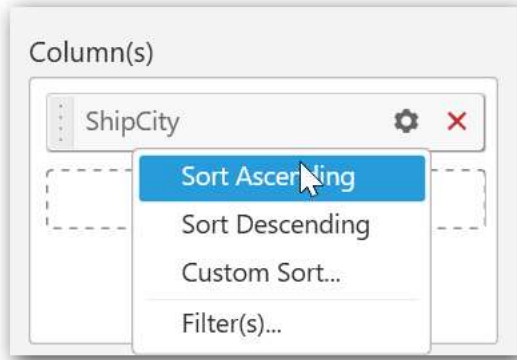 Column(s)
ShipCity
Sort Ascending
Sort Descending
Custom Sort...
Filter(s)...